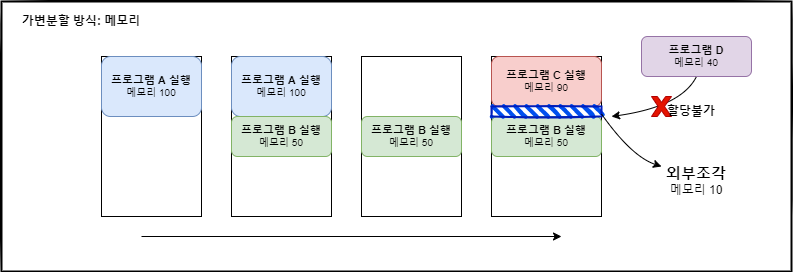 가변분할 방식: 메모리
프로그램 A 실행
메모리 100
프로그램 A 실행
메모리 100
프로그램 B 실행
메모리 50
프로그램 B 실행
메모리 50
프로그램 C 실행
메모리 90
프로그램 B 실행
메모리 50
프로그램 D
메모리 40
할당불가
외부조각
메모리 10